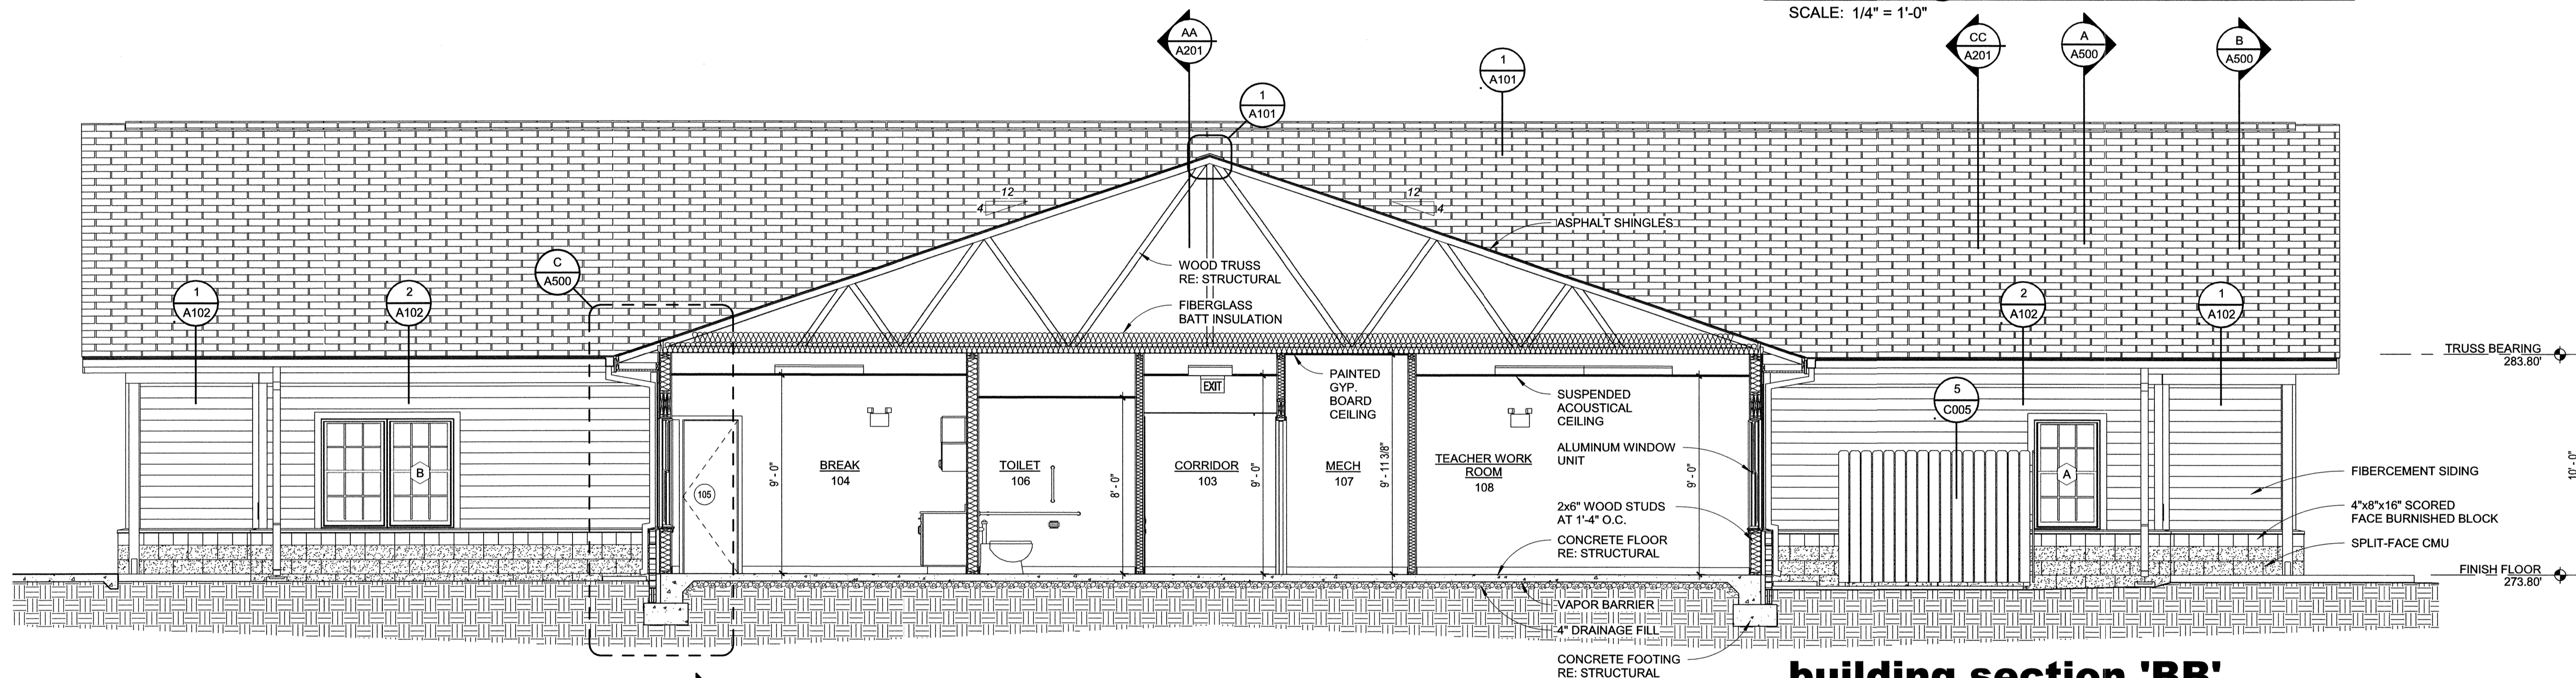 SCALE: 1/4" = 1'-0"
AA
A201
1
A101
1
A101
CC
A201
A
A500
B
A500
12
4
12
4
ASPHALT SHINGLES
C
A500
WOOD TRUSS
RE: STRUCTURAL
1
A102
2
A102
FIBERGLASS
BATT INSULATION
2
A102
1
A102
TRUSS BEARING
283.80'
EXIT
PAINTED
GYP.
BOARD
CEILING
SUSPENDED
ACOUSTICAL
CEILING
5
C005
B
105
9' - 0"
BREAK
104
TOILET
106
8' - 0"
CORRIDOR
103
9' - 0"
MECH
107
9' - 11 3/8"
TEACHER WORK
ROOM
108
9' - 0"
ALUMINUM WINDOW
UNIT
A
FIBERCEMENT SIDING
10' - 0"
2x6" WOOD STUDS
AT 1'-4" O.C.
4"x8"x16" SCORED
FACE BURNISHED BLOCK
CONCRETE FLOOR
RE: STRUCTURAL
SPLIT-FACE CMU
FINISH FLOOR
273.80'
VAPOR BARRIER
4" DRAINAGE FILL
CONCRETE FOOTING
RE: STRUCTURAL
building section 'BB'